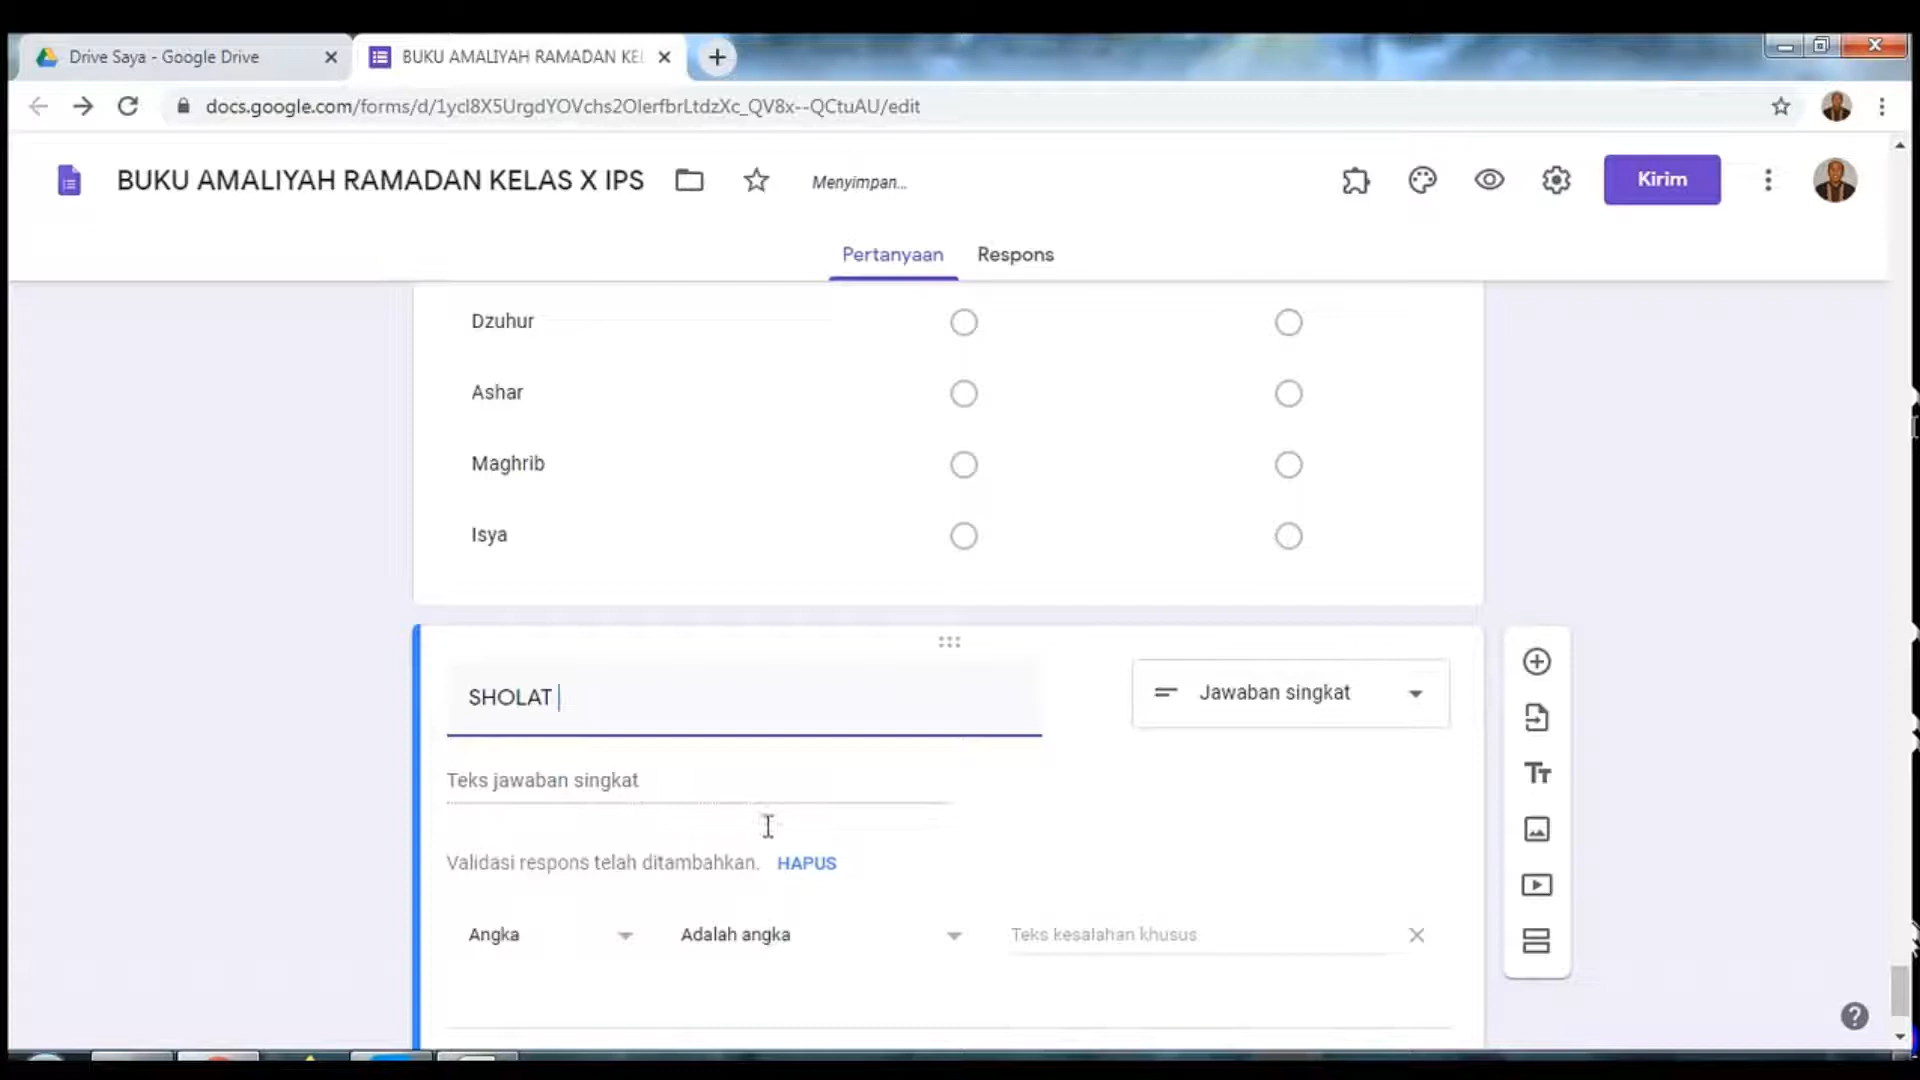 Drive Saya - Google Drive
BUKU AMALIYAH RAMADAN KEL
docs.google.com/forms/d/1ycl8X5UrgdYOVchs2OlerfbrLtdzXc_QV8x--QCtuAU/edit
BUKU AMALIYAH RAMADAN KELAS X IPS
Menyimpan...
Kirim
Pertanyaan
Respons
Dzuhur
Ashar
Maghrib
Isya
SHOLAT
Jawaban singkat
Teks jawaban singkat
Validasi respons telah ditambahkan. HAPUS
Angka
Adalah angka
Teks kesalahan khusus